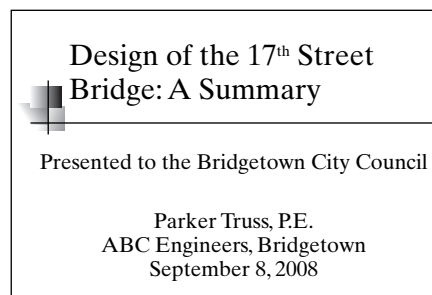 Design of the 17th Street
Bridge: A Summary
Presented to the Bridgetown City Council
Parker Truss, P.E.
ABC Engineers, Bridgetown
September 8, 2008